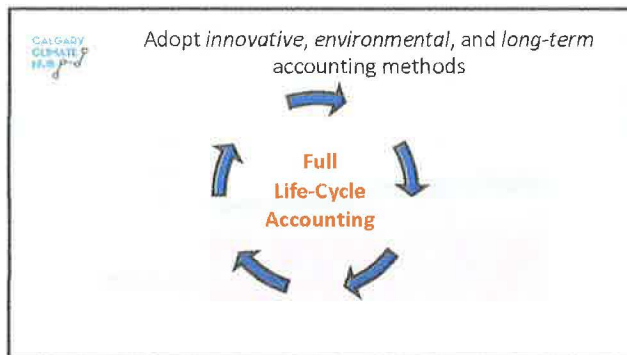 CALGARY
CLIMATE
HUB
Adopt innovative, environmental, and long-term
accounting methods
Full
Life-Cycle
Accounting